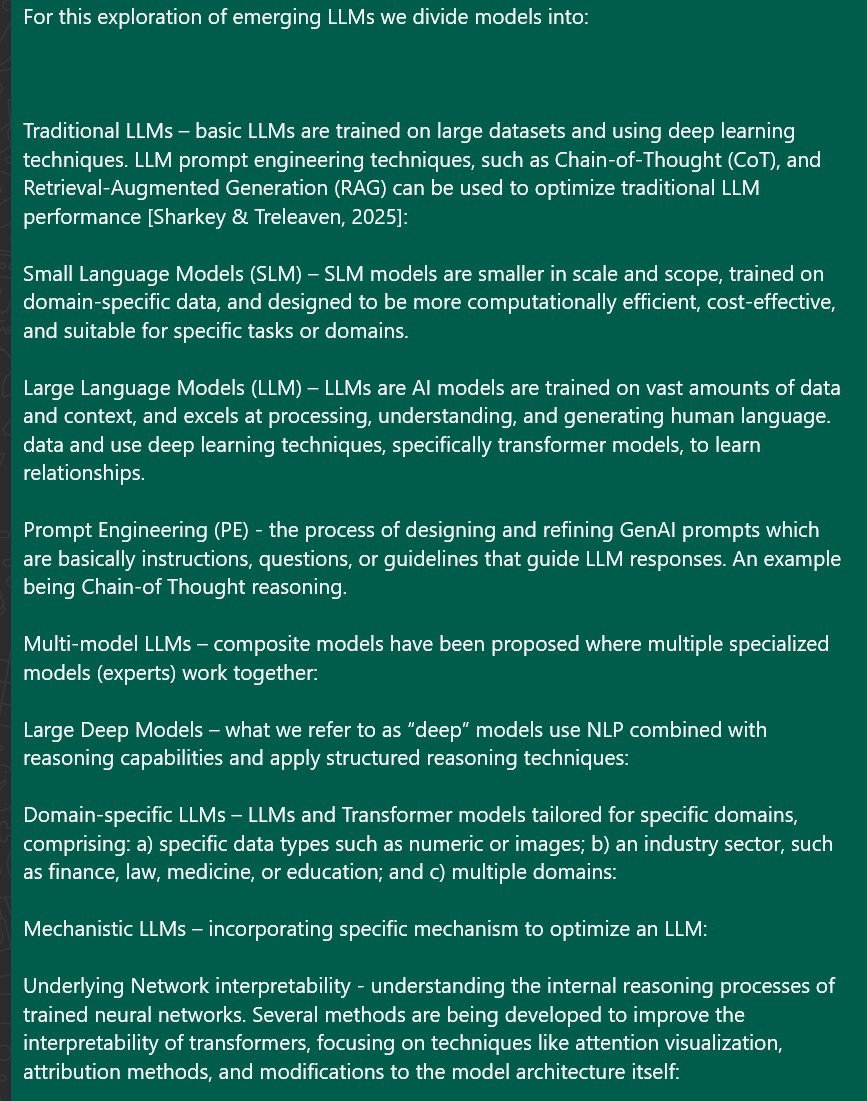 For this exploration of emerging LLMs we divide models into:
Traditional LLMs – basic LLMs are trained on large datasets and using deep learning
techniques. LLM prompt engineering techniques, such as Chain-of-Thought (CoT), and
Retrieval-Augmented Generation (RAG) can be used to optimize traditional LLM
performance [Sharkey & Treleaven, 2025]:
Small Language Models (SLM) – SLM models are smaller in scale and scope, trained on
domain-specific data, and designed to be more computationally efficient, cost-effective,
and suitable for specific tasks or domains.
Large Language Models (LLM) – LLMs are AI models are trained on vast amounts of data
and context, and excels at processing, understanding, and generating human language.
data and use deep learning techniques, specifically transformer models, to learn
relationships.
Prompt Engineering (PE) - the process of designing and refining GenAI prompts which
are basically instructions, questions, or guidelines that guide LLM responses. An example
being Chain-of Thought reasoning.
Multi-model LLMs – composite models have been proposed where multiple specialized
models (experts) work together:
Large Deep Models – what we refer to as “deep” models use NLP combined with
reasoning capabilities and apply structured reasoning techniques:
Domain-specific LLMs – LLMs and Transformer models tailored for specific domains,
comprising: a) specific data types such as numeric or images; b) an industry sector, such
as finance, law, medicine, or education; and c) multiple domains:
Mechanistic LLMs – incorporating specific mechanism to optimize an LLM:
Underlying Network interpretability - understanding the internal reasoning processes of
trained neural networks. Several methods are being developed to improve the
interpretability of transformers, focusing on techniques like attention visualization,
attribution methods, and modifications to the model architecture itself: